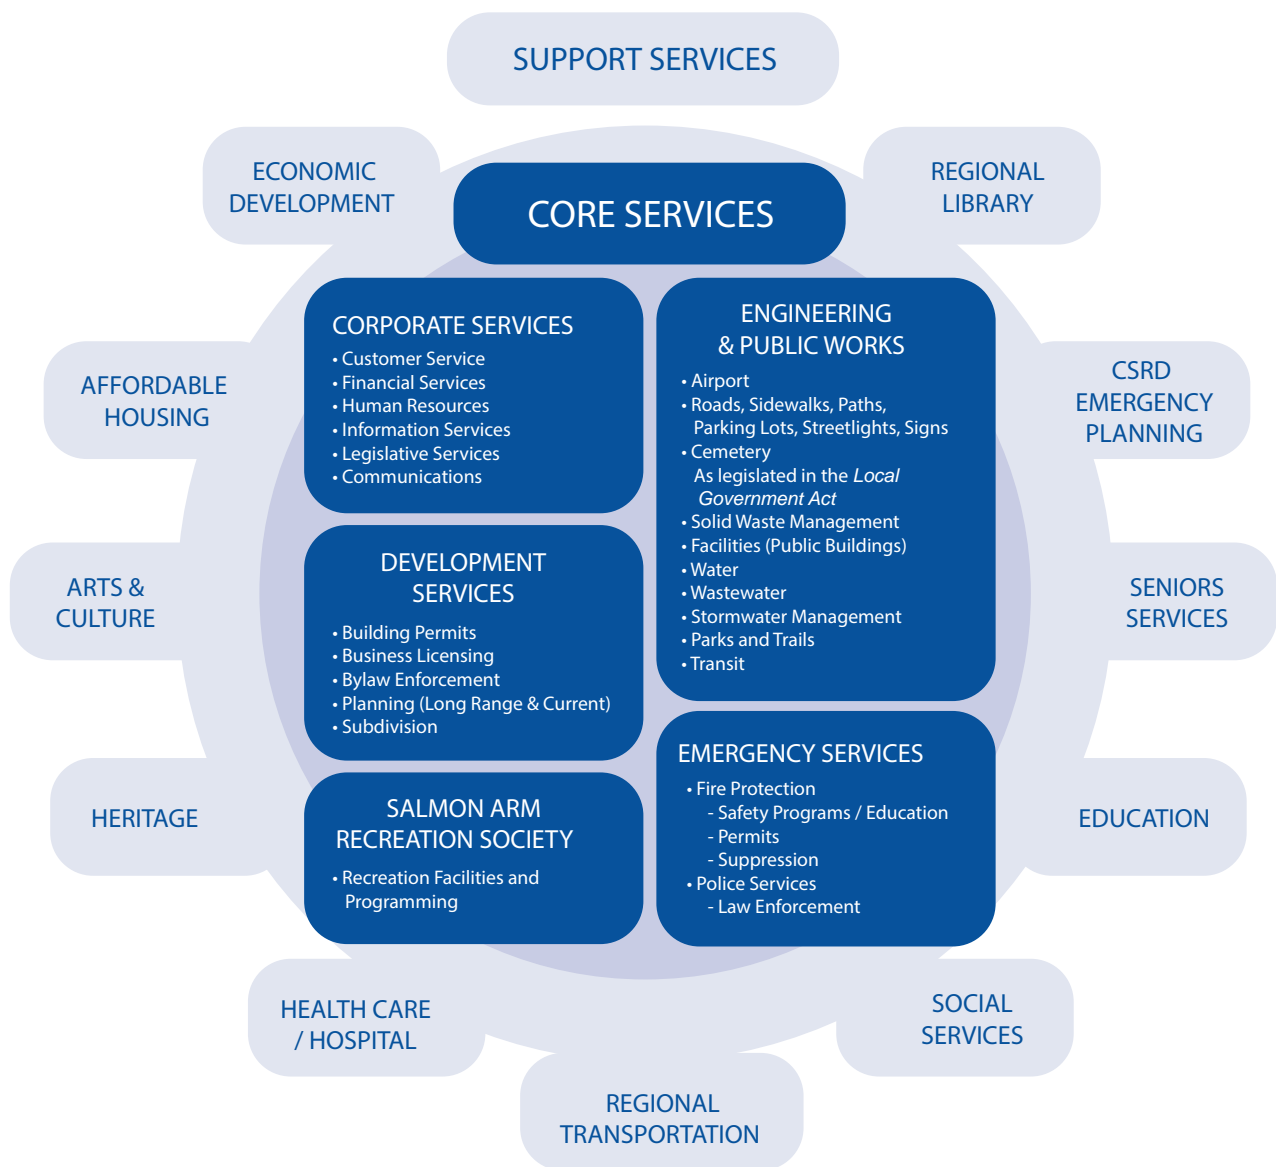 SUPPORT SERVICES
ECONOMIC
DEVELOPMENT
REGIONAL
LIBRARY
CORE SERVICES
CORPORATE SERVICES
• Customer Service
• Financial Services
• Human Resources
• Information Services
• Legislative Services
• Communications
ENGINEERING
& PUBLIC WORKS
• Airport
• Roads, Sidewalks, Paths,
Parking Lots, Streetlights, Signs
• Cemetery
As legislated in the Local
Government Act
• Solid Waste Management
• Facilities (Public Buildings)
• Water
• Wastewater
• Stormwater Management
• Parks and Trails
• Transit
AFFORDABLE
HOUSING
CSRD
EMERGENCY
PLANNING
DEVELOPMENT
SERVICES
• Building Permits
• Business Licensing
• Bylaw Enforcement
• Planning (Long Range & Current)
• Subdivision
ARTS &
CULTURE
SENIORS
SERVICES
EMERGENCY SERVICES
• Fire Protection
- Safety Programs / Education
- Permits
- Suppression
• Police Services
- Law Enforcement
SALMON ARM
RECREATION SOCIETY
• Recreation Facilities and
Programming
HERITAGE
EDUCATION
HEALTH CARE
/ HOSPITAL
SOCIAL
SERVICES
REGIONAL
TRANSPORTATION